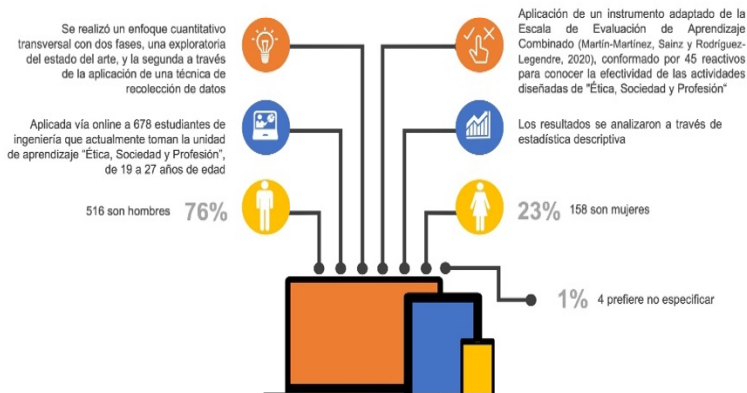 Se realizó un enfoque cuantitativo
transversal con dos fases, una exploratoria
del estado del arte, y la segunda a través
de la aplicación de una técnica de
recolección de datos
Aplicación de un instrumento adaptado de la
Escala de Evaluación de Aprendizaje
Combinado (Martín-Martínez, Sainz y Rodríguez-
Legendre, 2020), conformado por 45 reactivos
para conocer la efectividad de las actividades
diseñadas de "Ética, Sociedad y Profesión"
Aplicada vía online a 678 estudiantes de
ingeniería que actualmente toman la unidad
de aprendizaje "Ética, Sociedad y Profesión",
de 19 a 27 años de edad
Los resultados se analizaron a través de
estadística descriptiva
516 son hombres 76%
23% 158 son mujeres
1% 4 prefiere no especificar